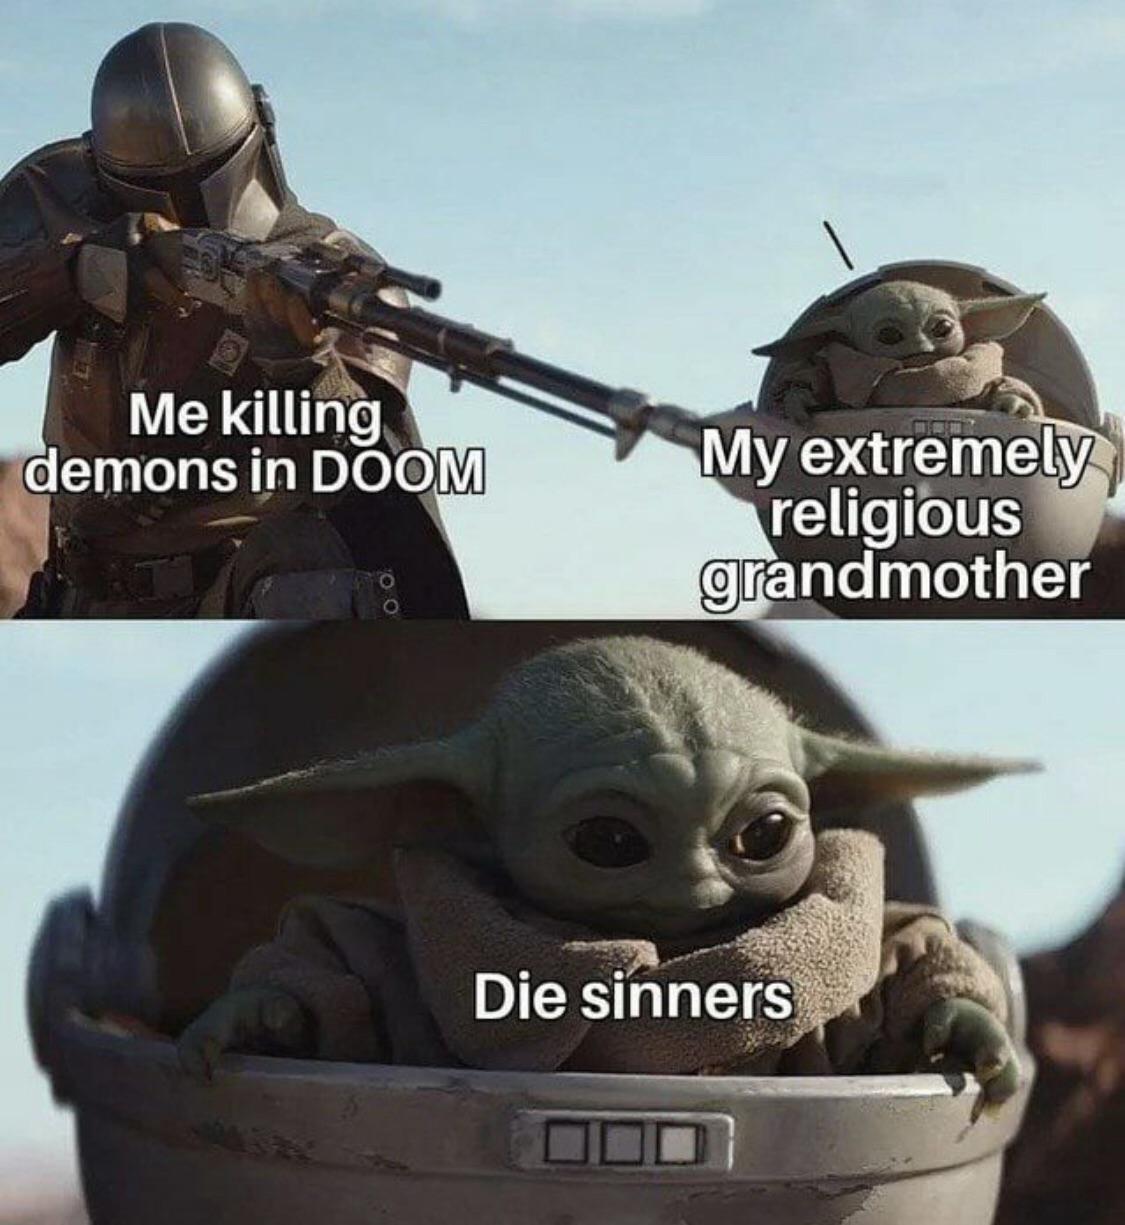 Me killing
demons in DOOM
My extremely
religious
grandmother
Die sinners